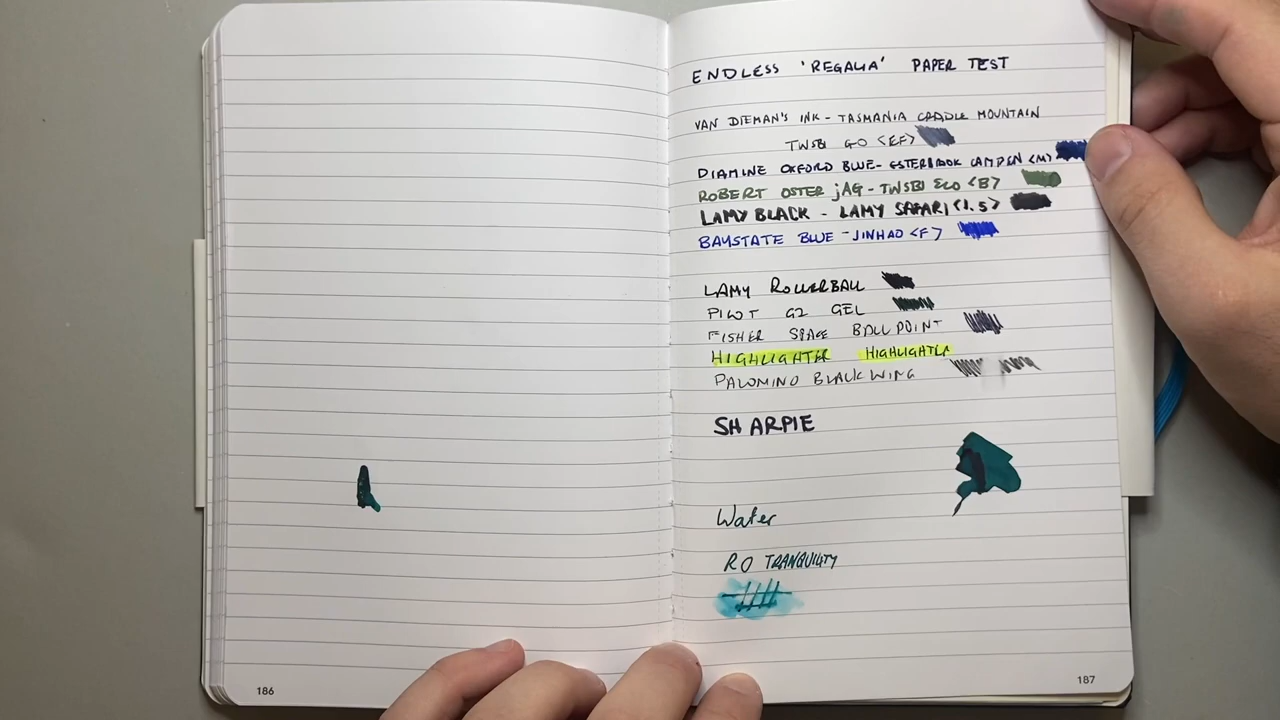 ENDLESS 'REGALIA' PAPER TEST
VAN DIEMAN'S INK - TASMANIA CRADLE MOUNTAIN
TWSBI GO <EF>
DIAMINE OXFORD BLUE - ESTERBROOK CAMDEN <M>
ROBERT OSTER jAG - TWSBI ECO <B>
LAMY BLACK - LAMY SAFARI <1.5>
BAYSTATE BLUE - JINHAO <F>
LAMY ROLLERBALL
PILOT G2 GEL
FISHER SPACE BALLPOINT
HIGHLIGHTER HIGHLIGHTER
PALOMINO BLACKWING
SHARPIE
Water
RO TRANQUILITY
186
187